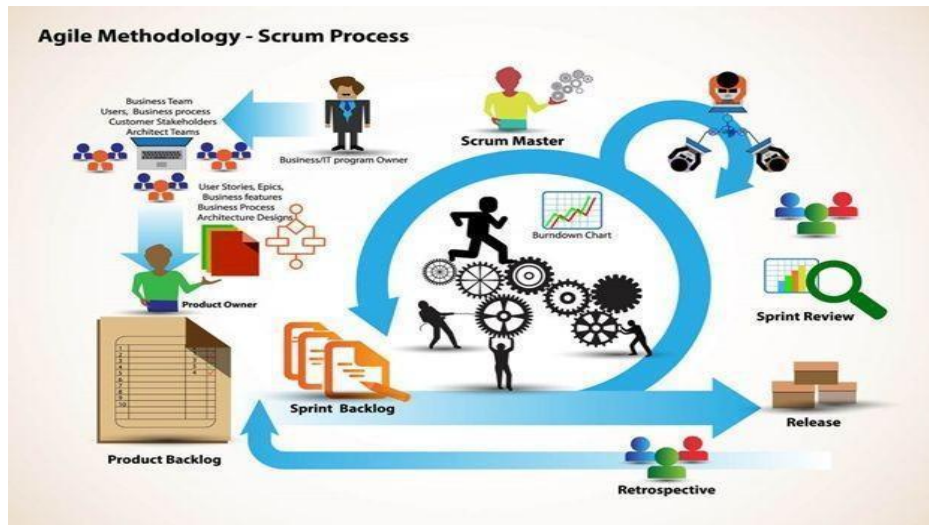 Agile Methodology - Scrum Process
Business Team
Users, Business process
Customer Stakeholders
Architect Teams
Business/IT program Owner
Scrum Master
User Stories, Epics,
Business features
Business Process
Architecture Designs
Product Owner
Burndown Chart
Sprint Review
Sprint Backlog
Release
Product Backlog
Retrospective